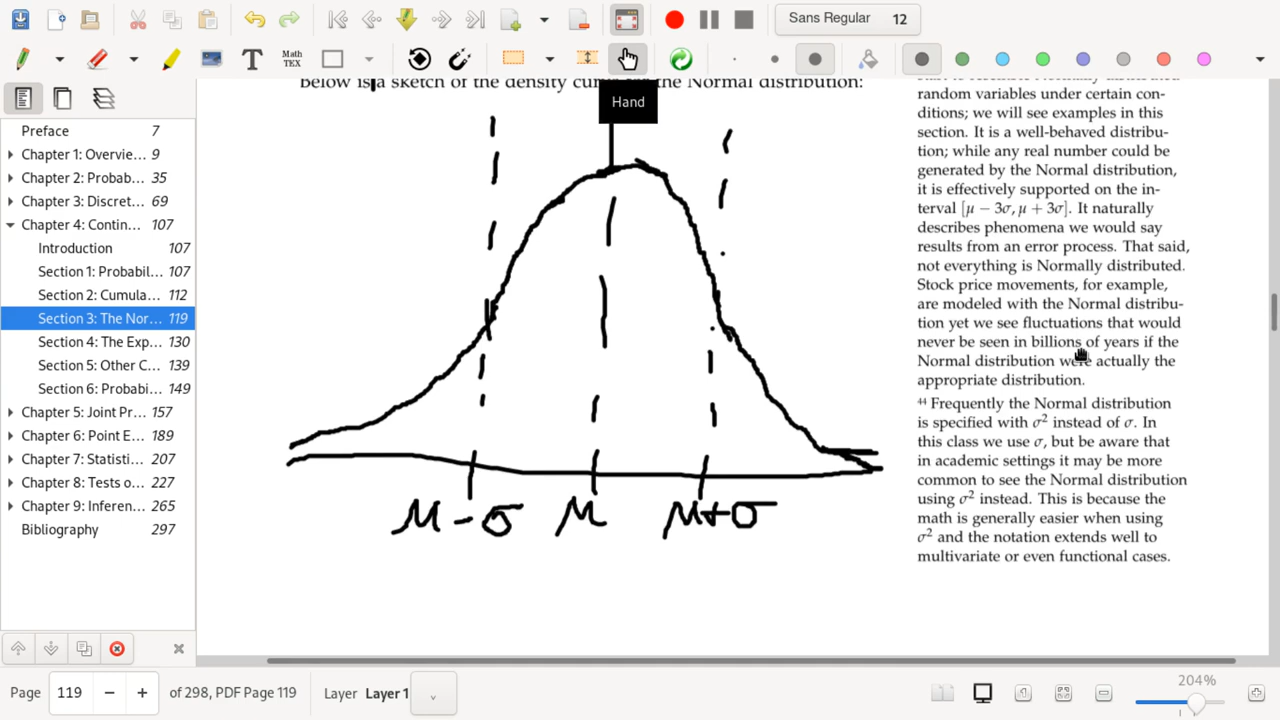 Sans Regular 12
Math
TEX
Hand
Preface 7
Chapter 1: Overvie... 9
Chapter 2: Probab... 35
Chapter 3: Discret... 69
Chapter 4: Contin... 107
Introduction 107
Section 1: Probabil... 107
Section 2: Cumula... 112
Section 3: The Nor... 119
Section 4: The Exp... 130
Section 5: Other C... 139
Section 6: Probabi... 149
Chapter 5: Joint Pr... 157
Chapter 6: Point E... 189
Chapter 7: Statisti... 207
Chapter 8: Tests o... 227
Chapter 9: Inferen... 265
Bibliography 297
Below is a sketch of the density the Normal distribution:
μ - σ μ μ+σ
random variables under certain con-
ditions; we will see examples in this
section. It is a well-behaved distribu-
tion; while any real number could be
generated by the Normal distribution,
it is effectively supported on the in-
terval [μ − 3σ, μ + 3σ]. It naturally
describes phenomena we would say
results from an error process. That said,
not everything is Normally distributed.
Stock price movements, for example,
are modeled with the Normal distribu-
tion yet we see fluctuations that would
never be seen in billions of years if the
Normal distribution were actually the
appropriate distribution.
⁴⁴ Frequently the Normal distribution
is specified with σ² instead of σ. In
this class we use σ, but be aware that
in academic settings it may be more
common to see the Normal distribution
using σ² instead. This is because the
math is generally easier when using
σ² and the notation extends well to
multivariate or even functional cases.
Page 119 of 298, PDF Page 119 Layer Layer 1
204%